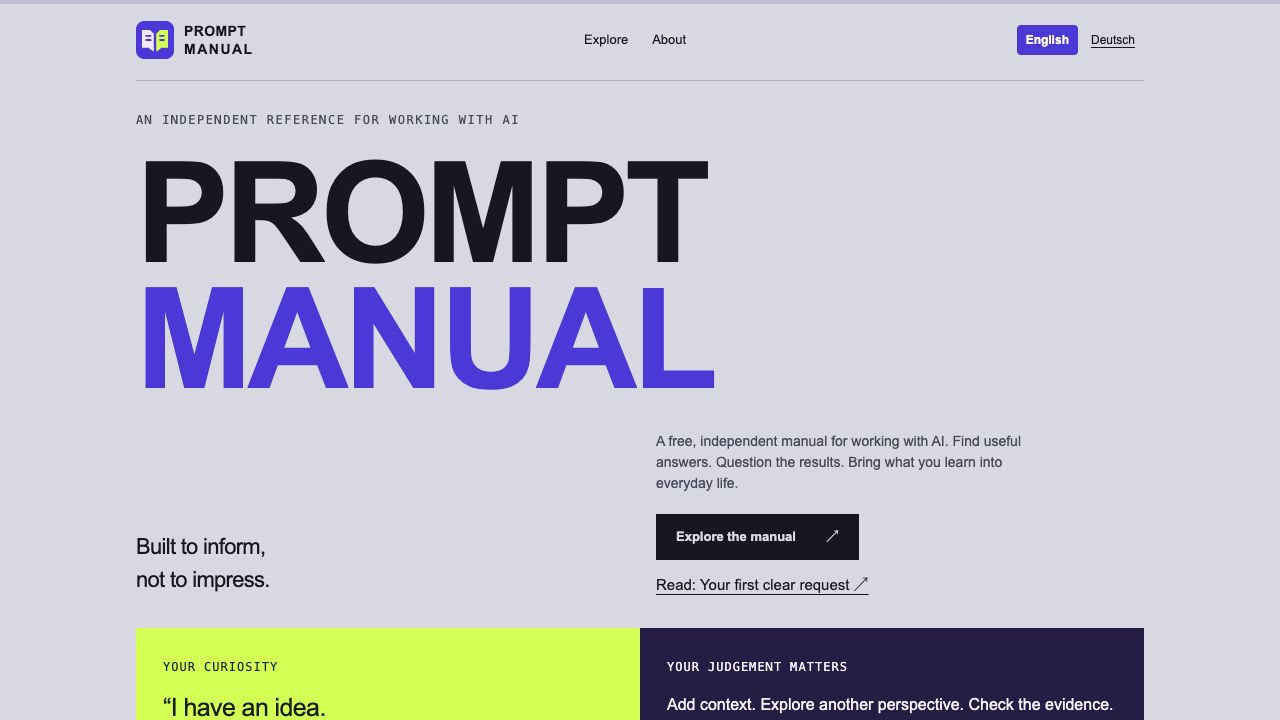 PROMPT
MANUAL
Explore
About
English
Deutsch
AN INDEPENDENT REFERENCE FOR WORKING WITH AI
PROMPT
MANUAL
A free, independent manual for working with AI. Find useful
answers. Question the results. Bring what you learn into
everyday life.
Explore the manual ↗
Read: Your first clear request ↗
Built to inform,
not to impress.
YOUR CURIOSITY
“I have an idea.
YOUR JUDGEMENT MATTERS
Add context. Explore another perspective. Check the evidence.